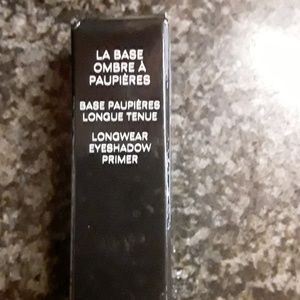 LA BASE
OMBRE À
PAUPIÈRES
BASE PAUPIÈRES
LONGUE TENUE
LONGWEAR
EYESHADOW
PRIMER